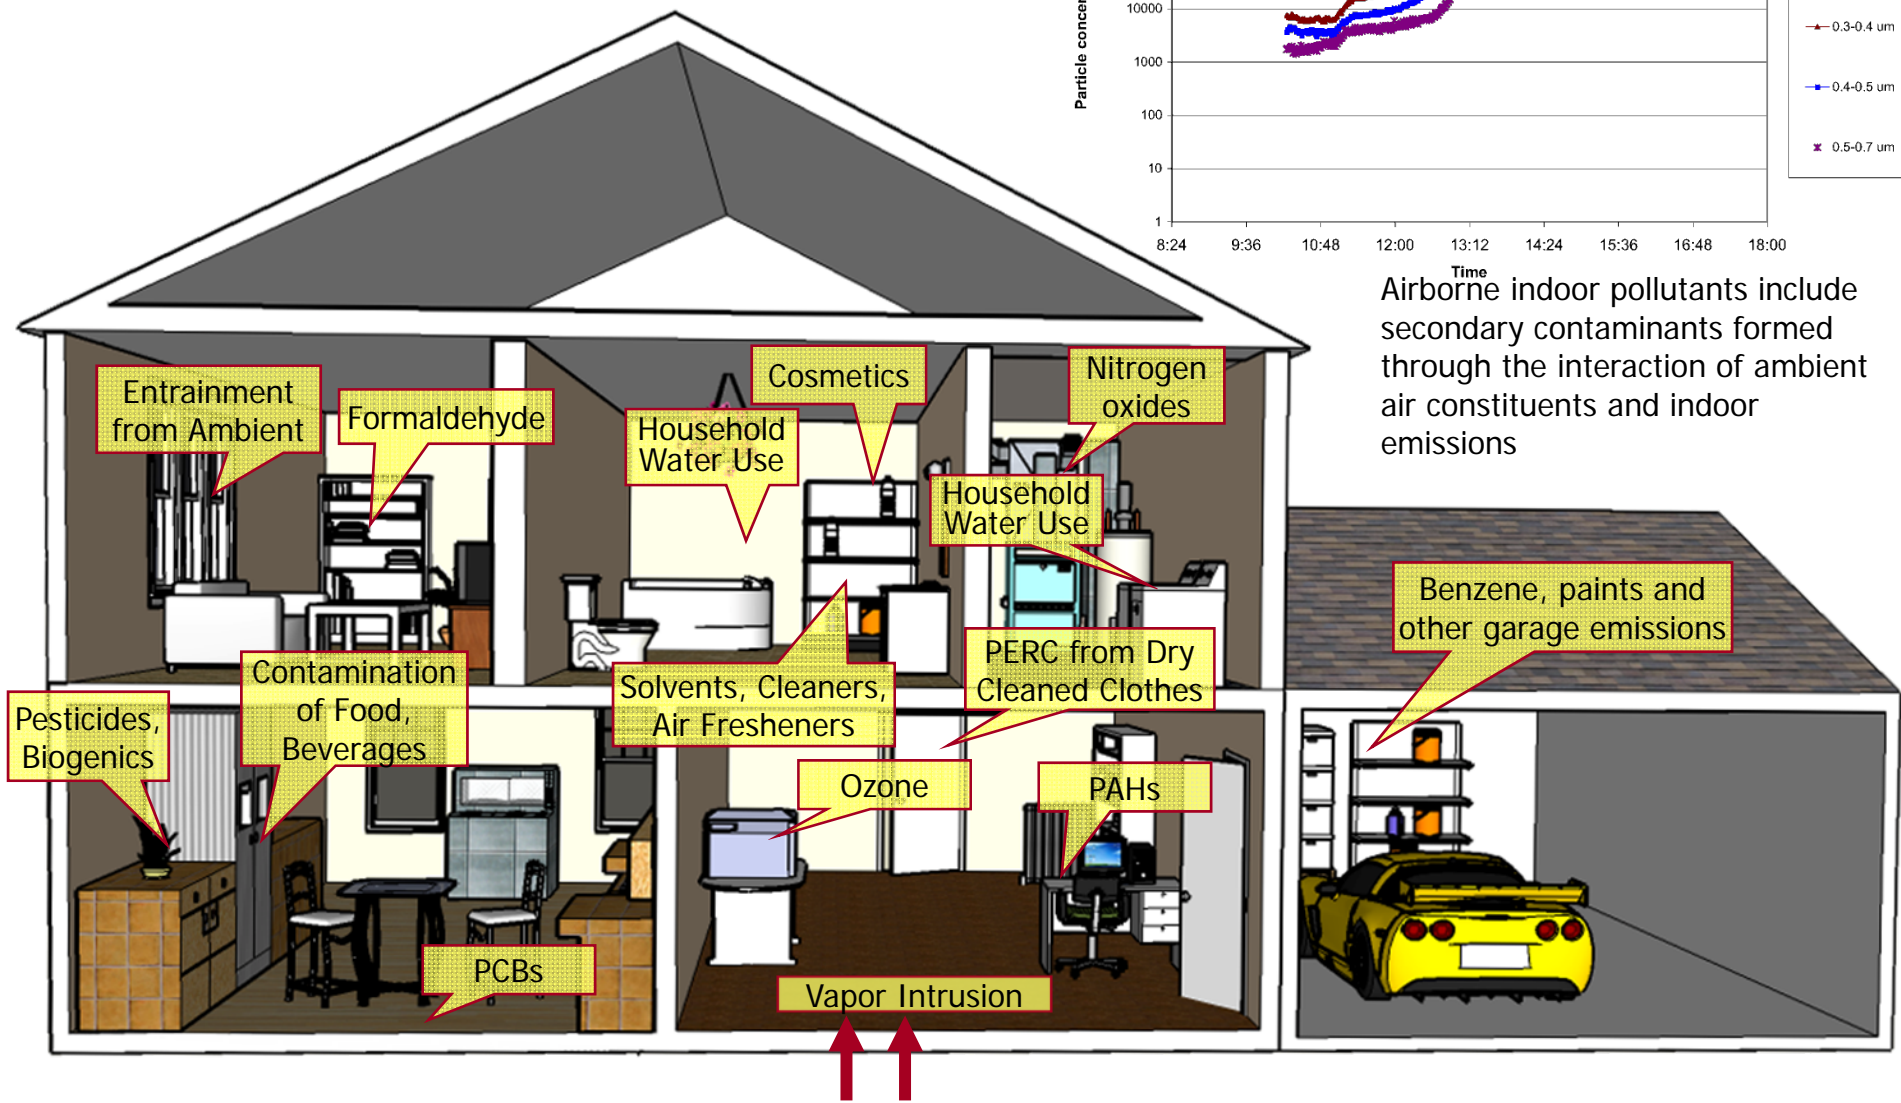 Particle concen
10000
1000
100
10
1
8:24 9:36 10:48 12:00 13:12 14:24 15:36 16:48 18:00
Time
0.3-0.4 um
0.4-0.5 um
0.5-0.7 um
Airborne indoor pollutants include
secondary contaminants formed
through the interaction of ambient
air constituents and indoor
emissions
Entrainment
from Ambient
Formaldehyde
Household
Water Use
Cosmetics
Nitrogen
oxides
Household
Water Use
Benzene, paints and
other garage emissions
Pesticides,
Biogenics
Contamination
of Food,
Beverages
Solvents, Cleaners,
Air Fresheners
PERC from Dry
Cleaned Clothes
Ozone
PAHs
PCBs
Vapor Intrusion